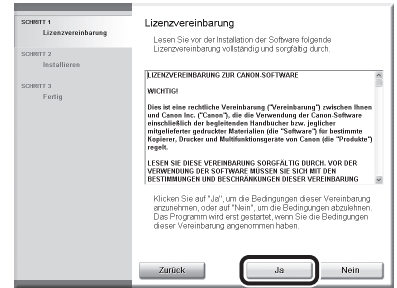 SCHRITT 1
Lizenzvereinbarung
SCHRITT 2
Installieren
SCHRITT 3
Fertig
Lizenzvereinbarung
Lesen Sie vor der Installation der Software folgende
Lizenzvereinbarung vollständig und sorgfältig durch.
LIZENZVEREINBARUNG ZUR CANON-SOFTWARE
WICHTIG!
Dies ist eine rechtliche Vereinbarung ("Vereinbarung") zwischen Ihnen
und Canon Inc. ("Canon"), die die Verwendung der Canon-Software
einschließlich der begleitenden Handbücher bzw. jeglicher
mitgelieferter gedruckter Materialien (die "Software") für bestimmte
Kopierer, Drucker und Multifunktionsgerate von Canon (die "Produkte")
regelt.
LESEN SIE DIESE VEREINBARUNG SORGFÄLTIG DURCH. VOR DER
VERWENDUNG DER SOFTWARE MÜSSEN SIE SICH MIT DEN
BESTIMMUNGEN UND BESCHRÄNKUNGEN DIESER VEREINBARUNG
Klicken Sie auf "Ja", um die Bedingungen dieser Vereinbarung
anzunehmen, oder auf "Nein", um die Bedingungen abzulehnen.
Das Programm wird erst gestartet, wenn Sie die Bedingungen
dieser Vereinbarung angenommen haben.
Zurück
Ja
Nein